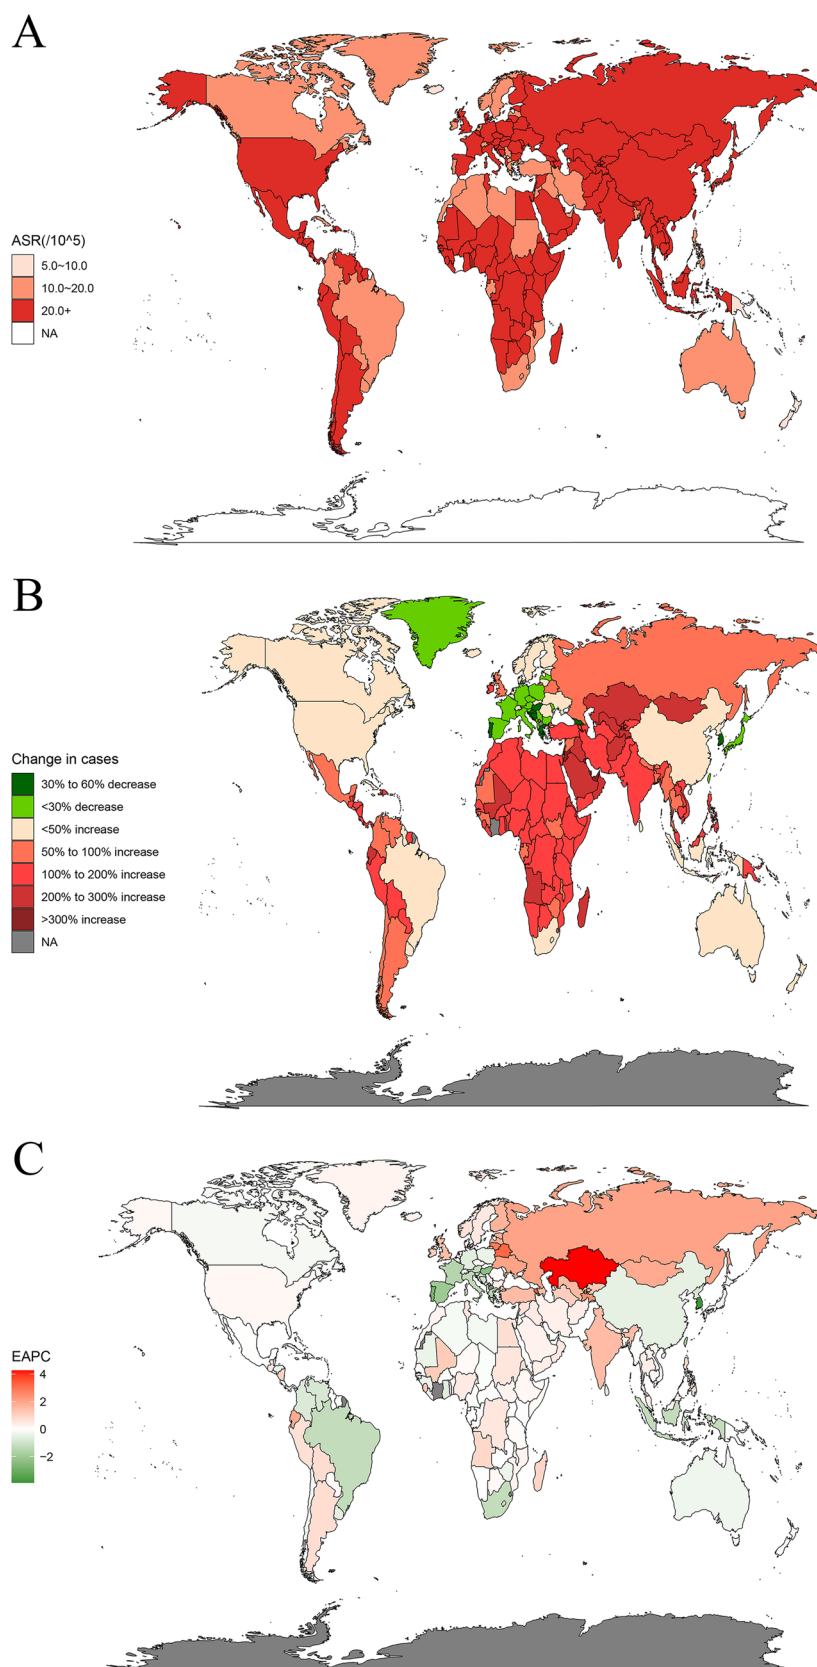 A
ASR(/10^5)
5.0~10.0
10.0~20.0
20.0+
NA
B
Change in cases
30% to 60% decrease
<30% decrease
<50% increase
50% to 100% increase
100% to 200% increase
200% to 300% increase
>300% increase
NA
C
EAPC
4
2
0
−2